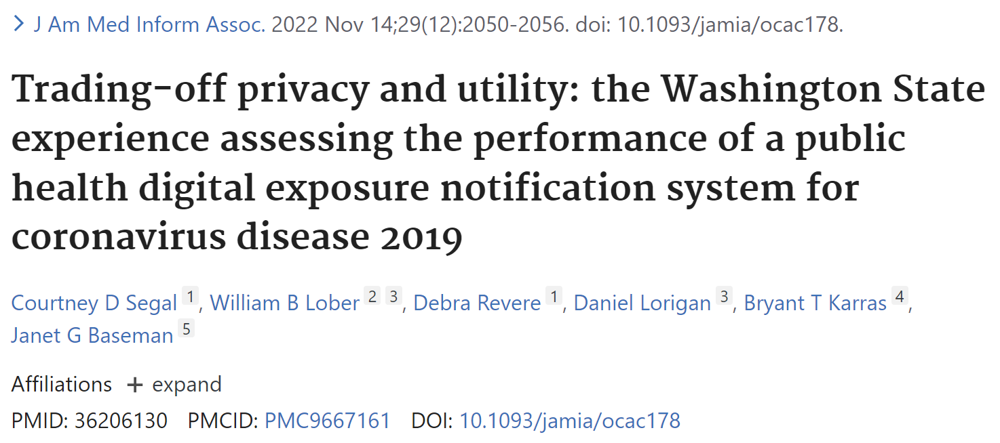 > J Am Med Inform Assoc. 2022 Nov 14;29(12):2050-2056. doi: 10.1093/jamia/ocac178.
Trading-off privacy and utility: the Washington State
experience assessing the performance of a public
health digital exposure notification system for
coronavirus disease 2019
Courtney D Segal 1, William B Lober 2 3, Debra Revere 1, Daniel Lorigan 3, Bryant T Karras 4,
Janet G Baseman 5
Affiliations + expand
PMID: 36206130 PMCID: PMC9667161 DOI: 10.1093/jamia/ocac178